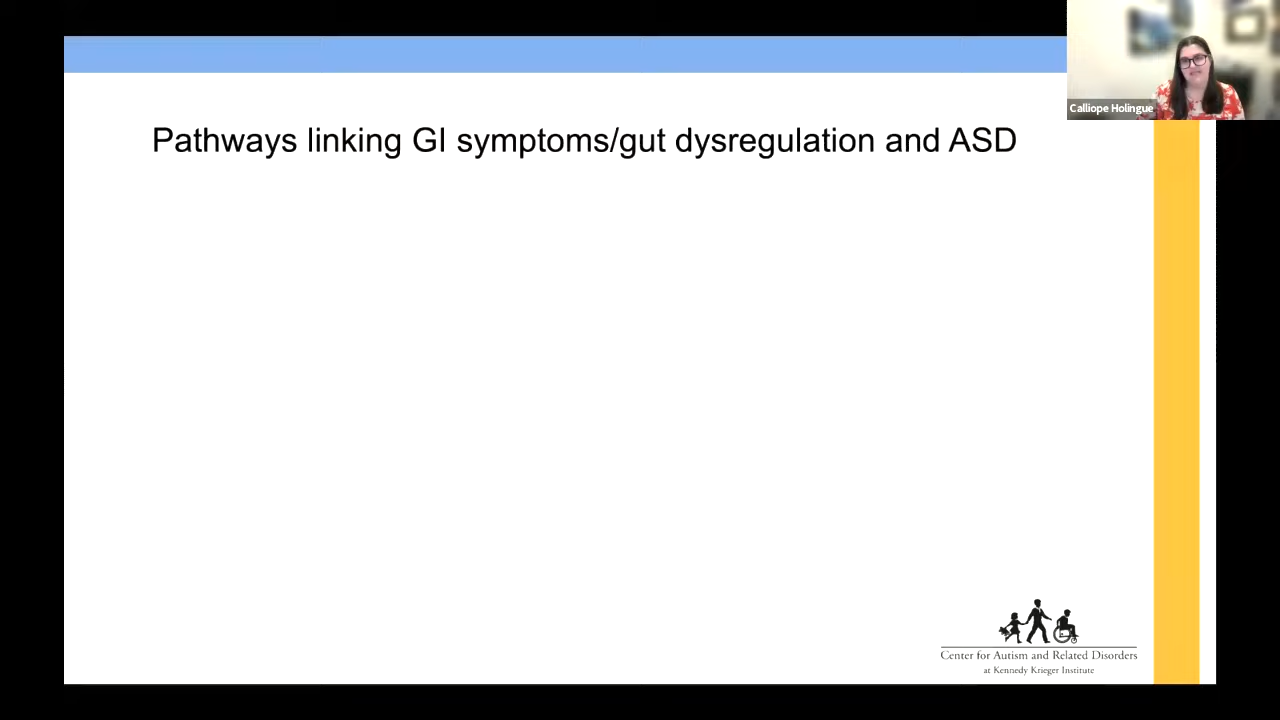 Calliope Holingue
Pathways linking GI symptoms/gut dysregulation and ASD
Center for Autism and Related Disorders
at Kennedy Krieger Institute